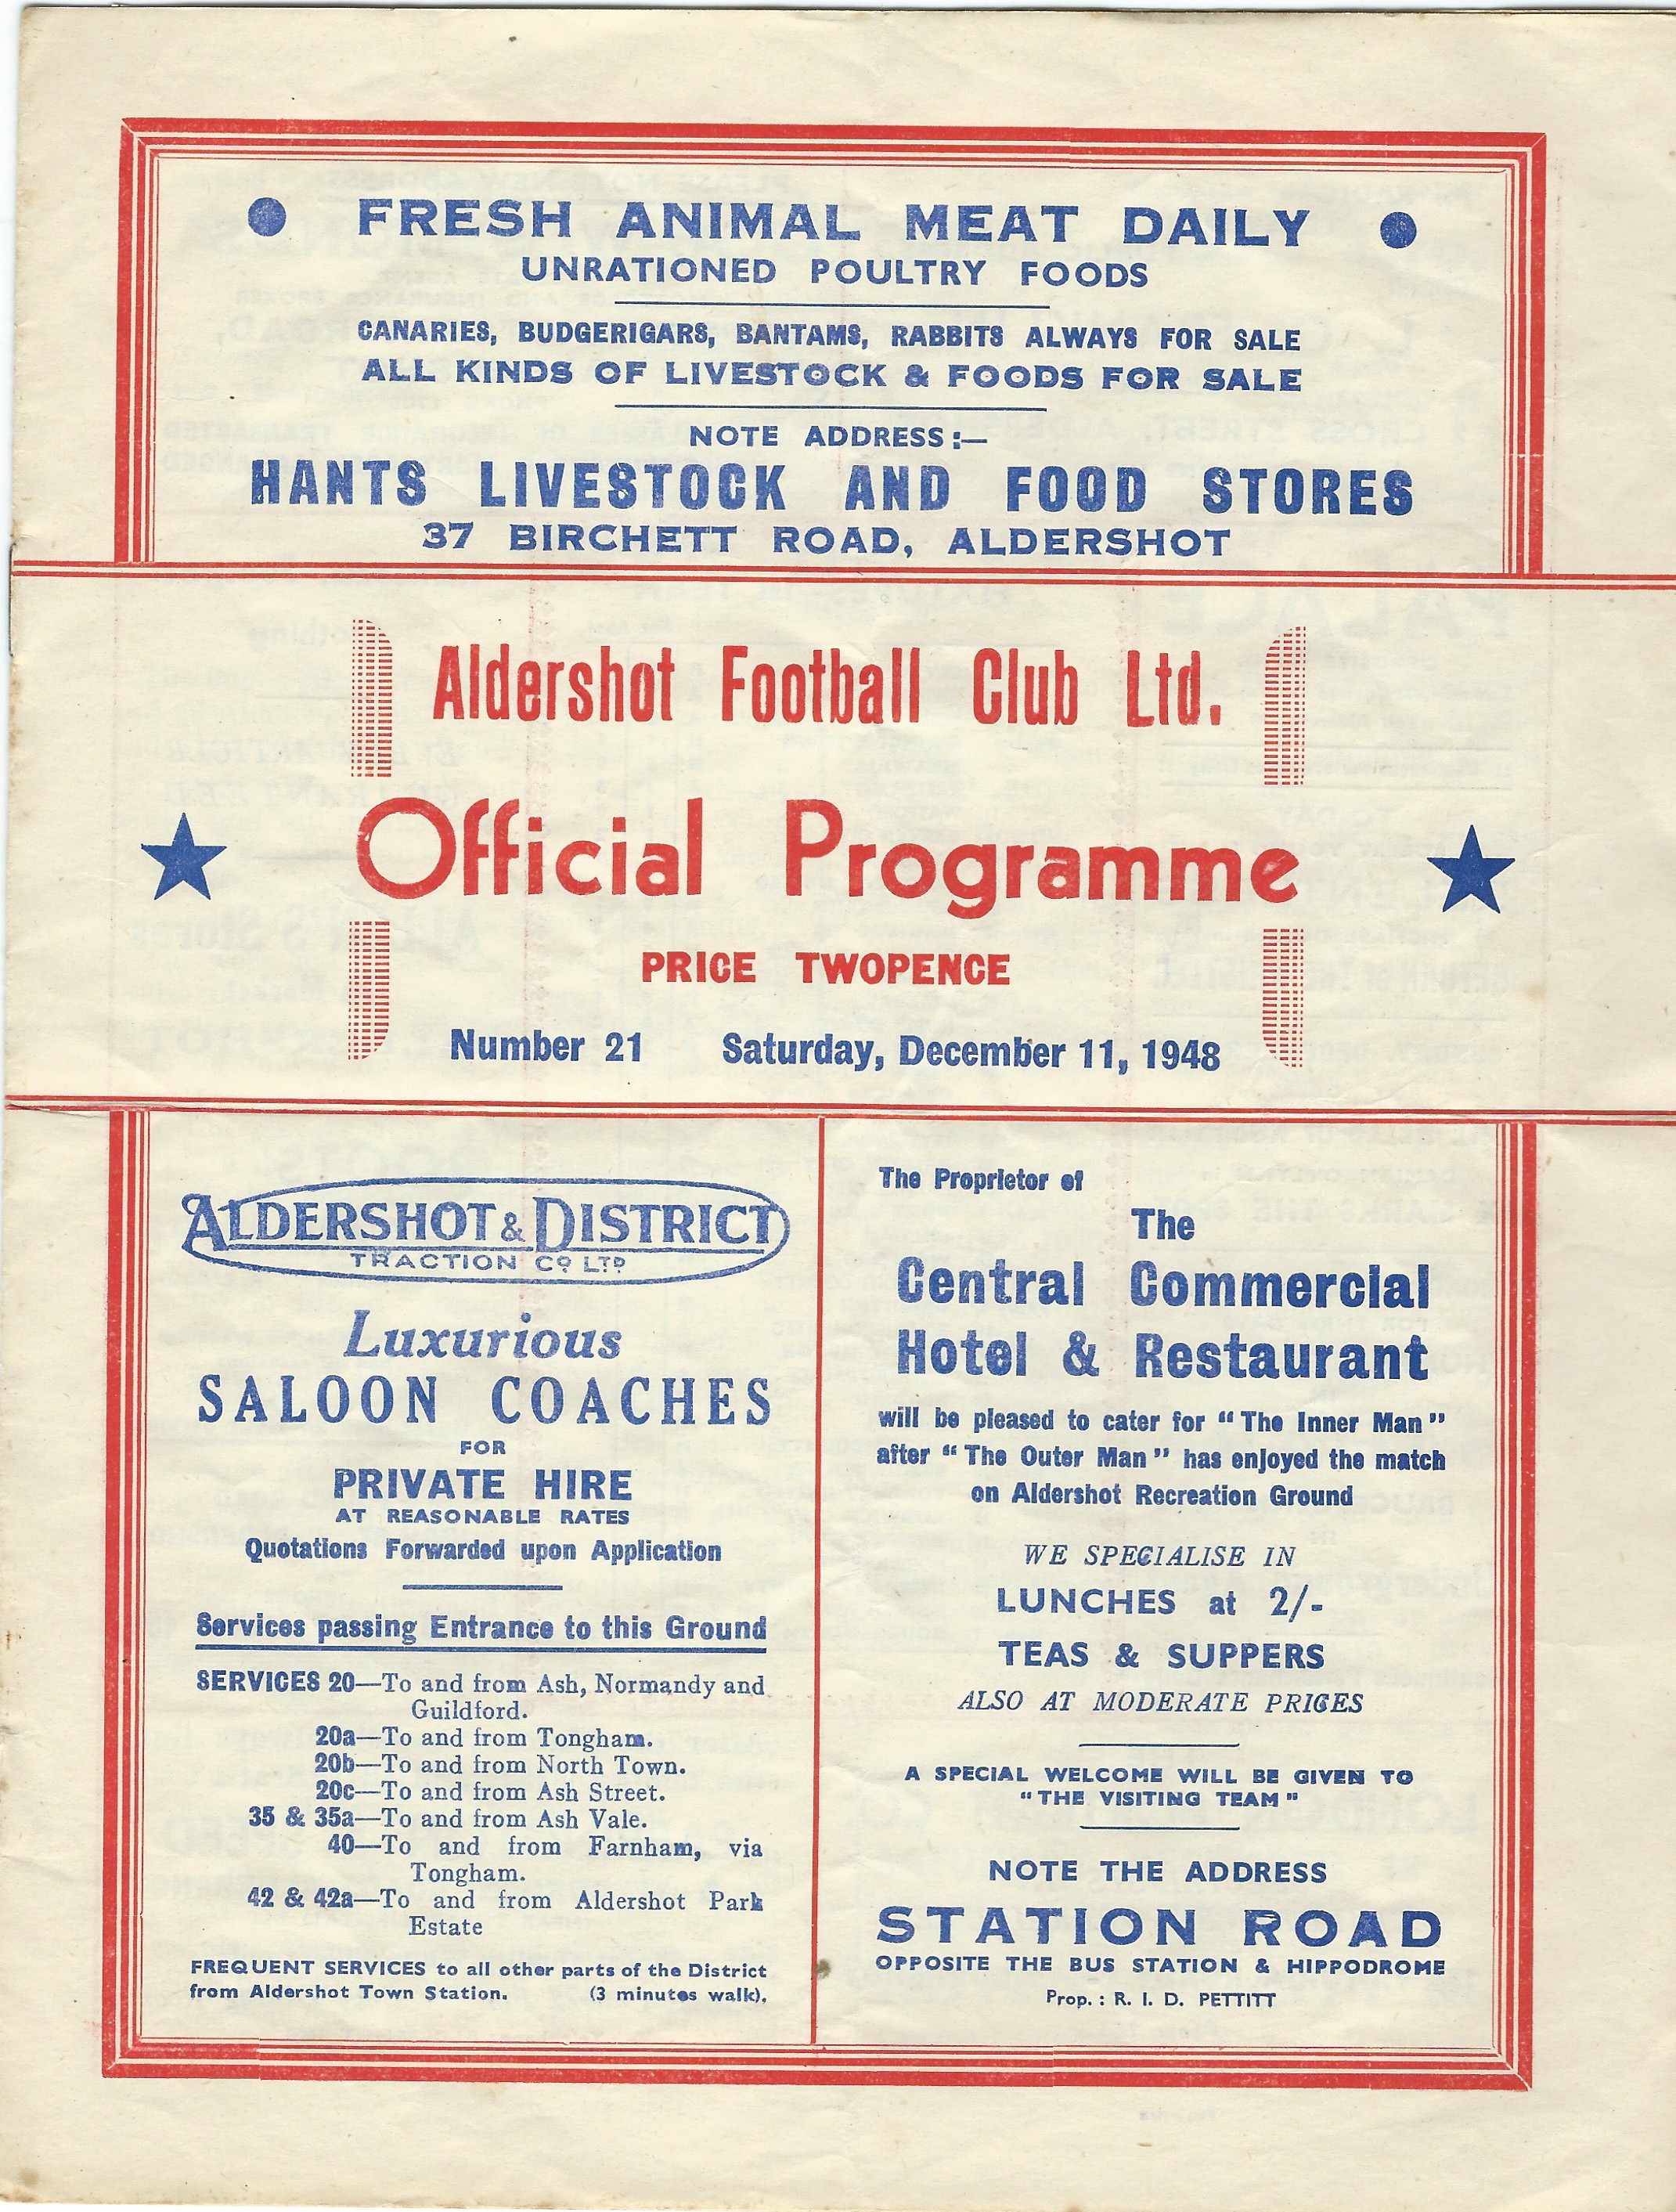 FRESH ANIMAL MEAT DAILY
UNRATIONED POULTRY FOODS
CANARIES, BUDGERIGARS, BANTAMS, RABBITS ALWAYS FOR SALE
ALL KINDS OF LIVESTOCK & FOODS FOR SALE
NOTE ADDRESS:—
HANTS LIVESTOCK AND FOOD STORES
37 BIRCHETT ROAD, ALDERSHOT
Aldershot Football Club Ltd.
Official Programme
PRICE TWOPENCE
Number 21 Saturday, December 11, 1948
ALDERSHOT & DISTRICT
TRACTION CO LTD
Luxurious
SALOON COACHES
FOR
PRIVATE HIRE
AT REASONABLE RATES
Quotations Forwarded upon Application
Services passing Entrance to this Ground
SERVICES 20—To and from Ash, Normandy and
Guildford.
20a—To and from Tongham.
20b—To and from North Town.
20c—To and from Ash Street.
35 & 35a—To and from Ash Vale.
40—To and from Farnham, via
Tongham.
42 & 42a—To and from Aldershot Park
Estate
FREQUENT SERVICES to all other parts of the District
from Aldershot Town Station. (3 minutes walk).
The Proprietor of
The
Central Commercial
Hotel & Restaurant
will be pleased to cater for "The Inner Man"
after "The Outer Man" has enjoyed the match
on Aldershot Recreation Ground
WE SPECIALISE IN
LUNCHES at 2/-
TEAS & SUPPERS
ALSO AT MODERATE PRICES
A SPECIAL WELCOME WILL BE GIVEN TO
"THE VISITING TEAM"
NOTE THE ADDRESS
STATION ROAD
OPPOSITE THE BUS STATION & HIPPODROME
Prop. : R. I. D. PETTITT